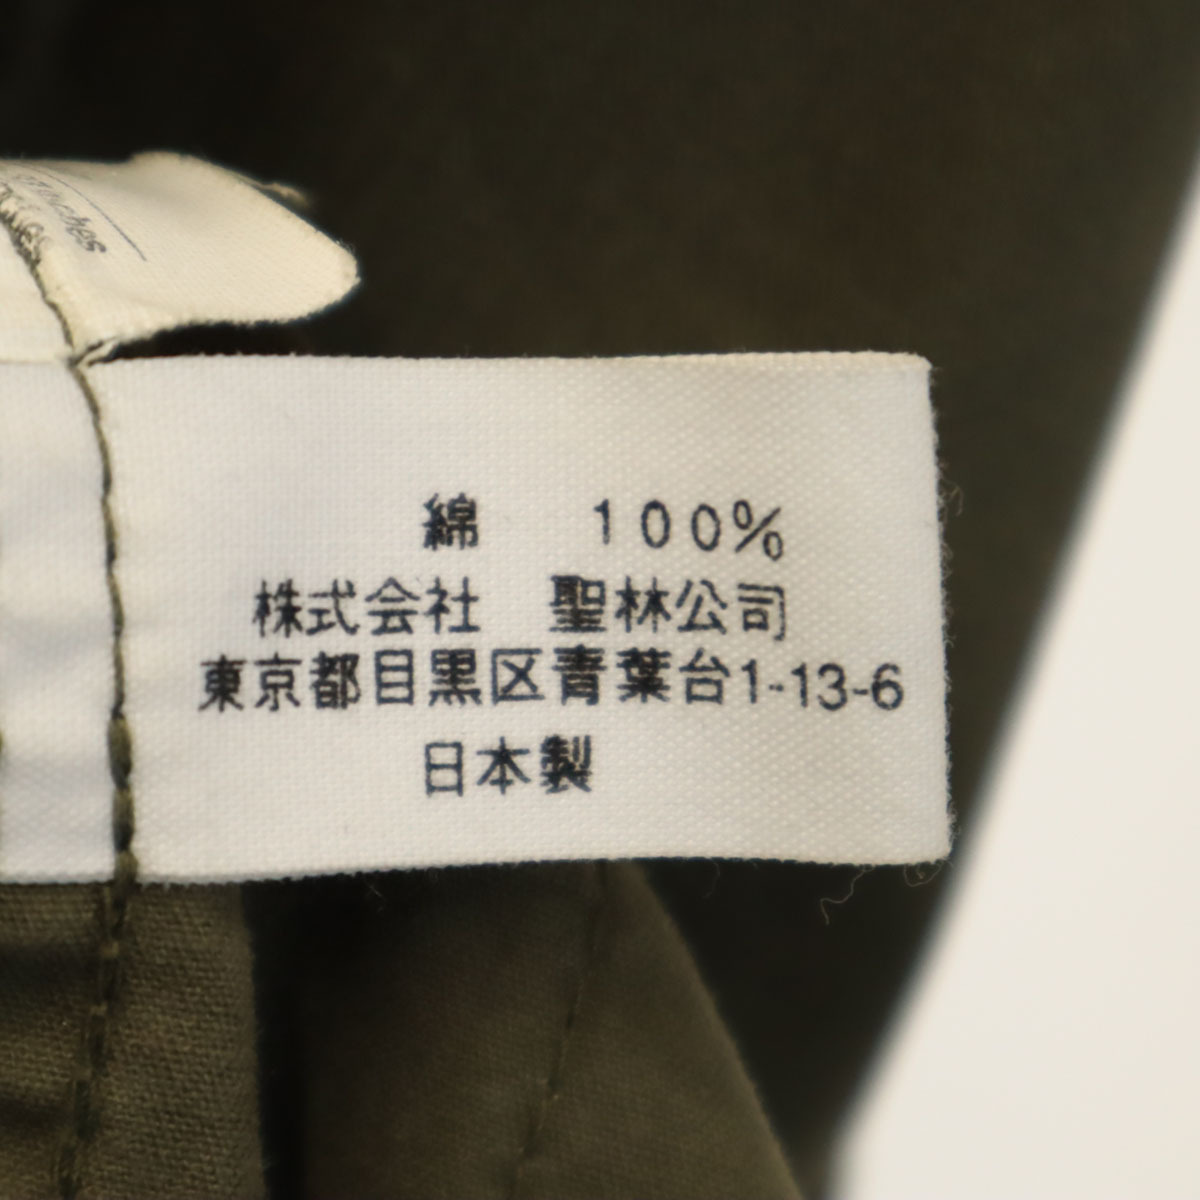 inches
綿 100%
株式会社 聖林公司
東京都目黒区青葉台1-13-6
日本製